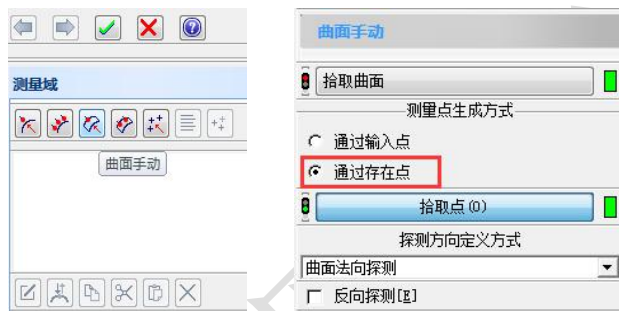 测量域
曲面手动
曲面手动
拾取曲面
测量点生成方式
通过输入点
通过存在点
拾取点(0)
探测方向定义方式
曲面法向探测
反向探测[E]